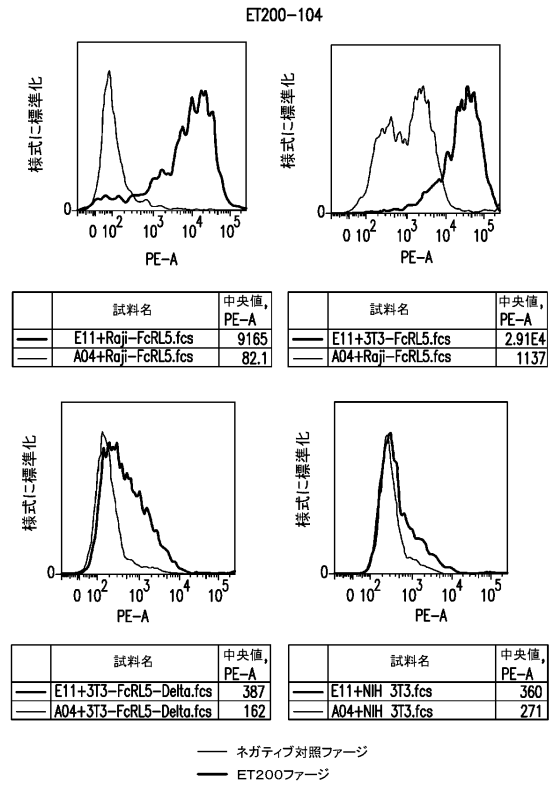 ET200-104
様式に標準化
0
0 10² 10³ 10⁴ 10⁵
PE-A
様式に標準化
0
0 10² 10³ 10⁴ 10⁵
PE-A
試料名 中央値, PE-A
E11+Raji-FcRL5.fcs 9165
A04+Raji-FcRL5.fcs 82.1
試料名 中央値, PE-A
E11+3T3-FcRL5.fcs 2.91E4
A04+Raji-FcRL5.fcs 1137
様式に標準化
0
0 10² 10³ 10⁴ 10⁵
PE-A
様式に標準化
0
0 10² 10³ 10⁴ 10⁵
PE-A
試料名 中央値, PE-A
E11+3T3-FcRL5-Delta.fcs 387
A04+3T3-FcRL5-Delta.fcs 162
試料名 中央値, PE-A
E11+NIH 3T3.fcs 360
A04+NIH 3T3.fcs 271
ネガティブ対照ファージ
ET200ファージ